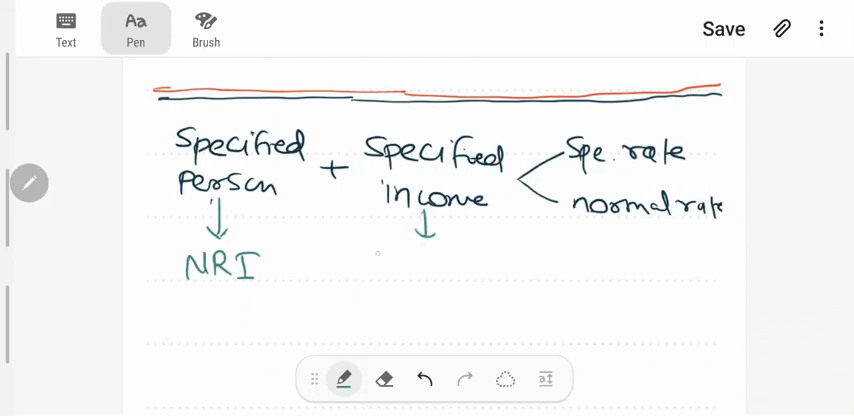 Save
Text
Pen
Brush
Specified Person + Specified income
Spe. rate
normal rate
NRI